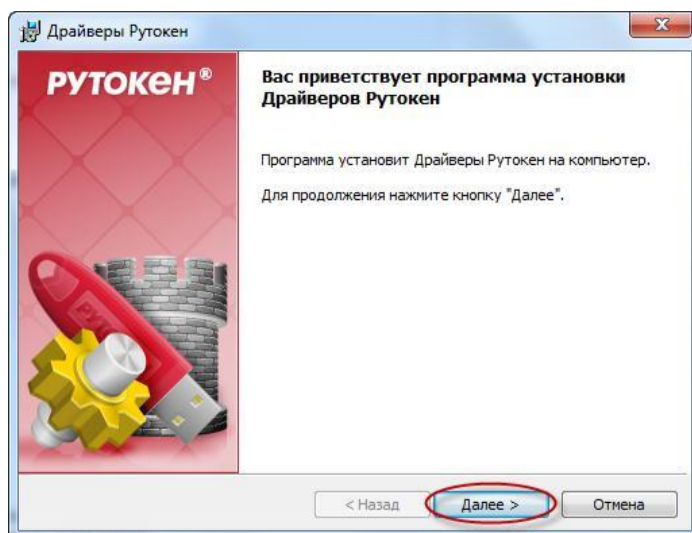 Драйверы Рутокен
РУТОКЕН®
Вас приветствует программа установки
Драйверов Рутокен
Программа установит Драйверы Рутокен на компьютер.
Для продолжения нажмите кнопку "Далее".
< Назад
Далее >
Отмена